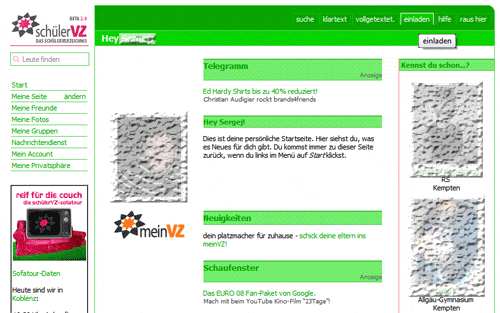 BETA 2.0
schülerVZ
DAS SCHÜLERVERZEICHNIS
suche klartext vollgetextet. einladen hilfe raus hier
einladen
Hey
Leute finden
Start
Meine Seite ändern
Meine Freunde
Meine Fotos
Meine Gruppen
Nachrichtendienst
Mein Account
Meine Privatsphäre
reif für die couch
die schülerVZ-sofatour
Sofatour-Daten
Heute sind wir in
Koblenz:
meinVZ
Telegramm
Anzeige
Ed Hardy Shirts bis zu 40% reduziert!
Christian Audigier rockt brands4friends
Hey Sergej!
Dies ist deine persönliche Startseite. Hier siehst du, was
es Neues für dich gibt. Du kommst immer zu dieser Seite
zurück, wenn du links im Menü auf Start klickst.
Neuigkeiten
dein platzmacher für zuhause - schick deine eltern ins
meinVZ!
Schaufenster
Anzeige
Das EURO 08 Fan-Paket von Google.
Mach mit beim YouTube Kino-Film "23Tage"!
Kennst du schon...?
RS
Kempten
Allgäu-Gymnasium
Kempten